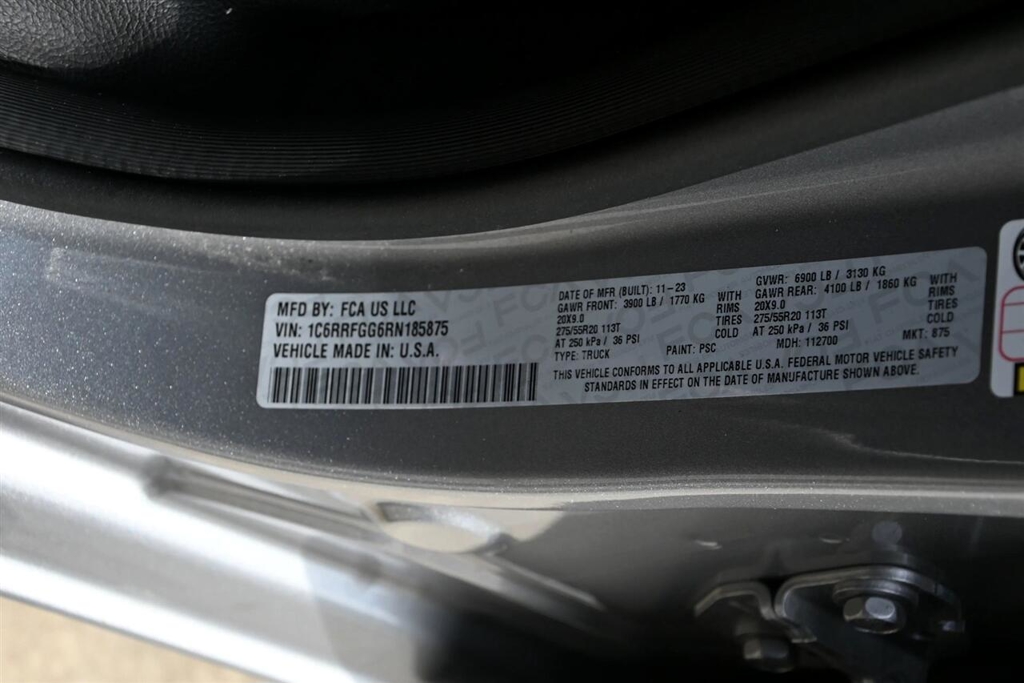 MFD BY: FCA US LLC
VIN: 1C6RRFGG6RN185875
VEHICLE MADE IN: U.S.A.
DATE OF MFR (BUILT): 11-23
GVWR: 6900 LB / 3130 KG
GAWR FRONT: 3900 LB / 1770 KG WITH
20X9.0 RIMS
275/55R20 113T TIRES
AT 250 kPa / 36 PSI COLD
GAWR REAR: 4100 LB / 1860 KG WITH
20X9.0 RIMS
275/55R20 113T TIRES
AT 250 kPa / 36 PSI COLD
TYPE: TRUCK PAINT: PSC MDH: 112700 MKT: 875
THIS VEHICLE CONFORMS TO ALL APPLICABLE U.S.A. FEDERAL MOTOR VEHICLE SAFETY
STANDARDS IN EFFECT ON THE DATE OF MANUFACTURE SHOWN ABOVE.